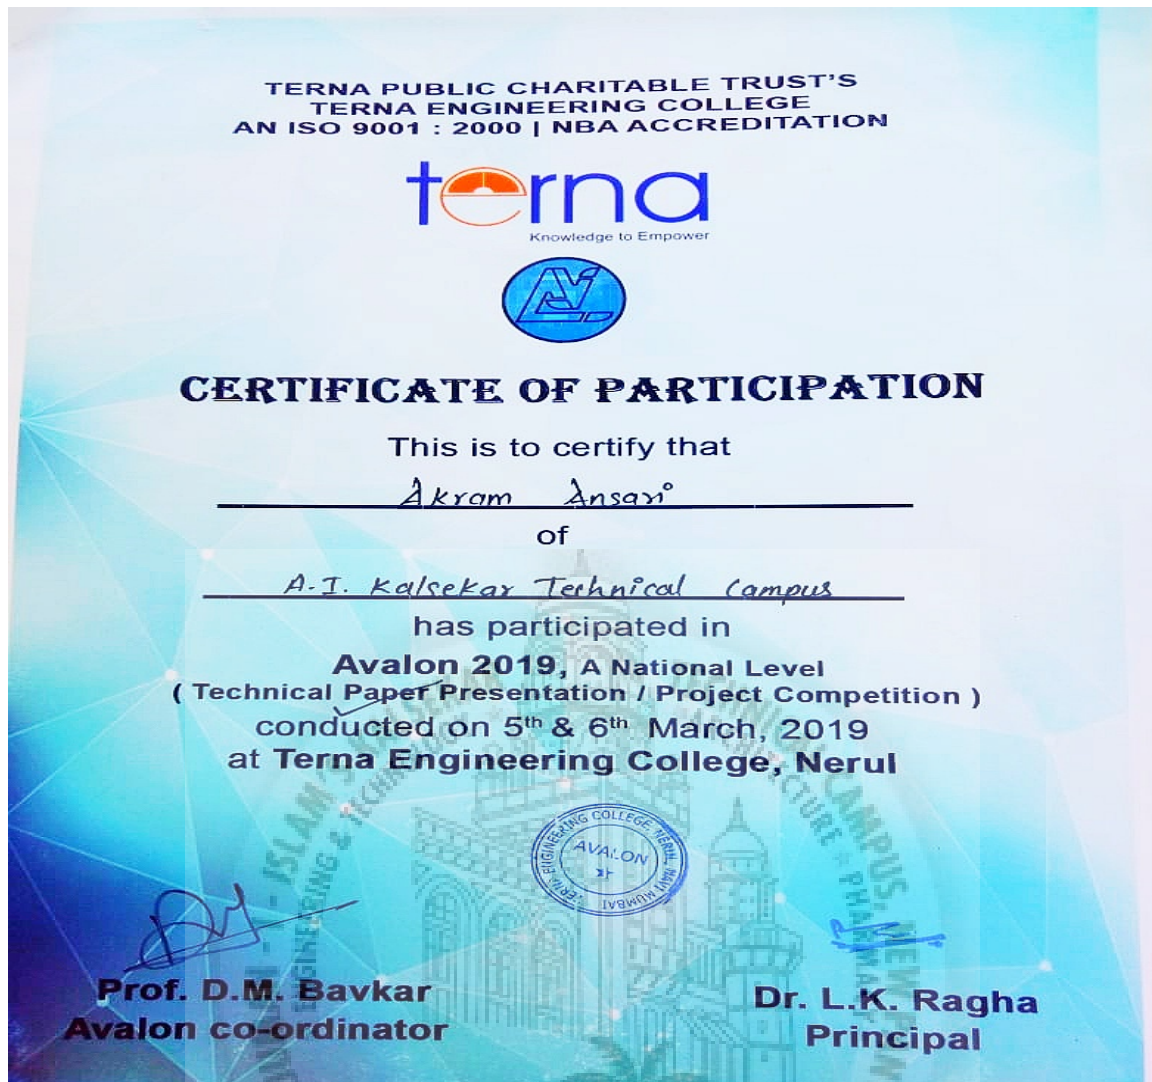 TERNA PUBLIC CHARITABLE TRUST'S
TERNA ENGINEERING COLLEGE
AN ISO 9001 : 2000 | NBA ACCREDITATION
terna
Knowledge to Empower
CERTIFICATE OF PARTICIPATION
This is to certify that
Akram Ansari
of
A.I. Kalsekar Technical Campus
has participated in
Avalon 2019, A National Level
( Technical Paper Presentation / Project Competition )
conducted on 5th & 6th March, 2019
at Terna Engineering College, Nerul
TERNA ENGINEERING COLLEGE, NERUL, NAVI MUMBAI
AVALON
Prof. D.M. Bavkar
Avalon co-ordinator
Dr. L.K. Ragha
Principal